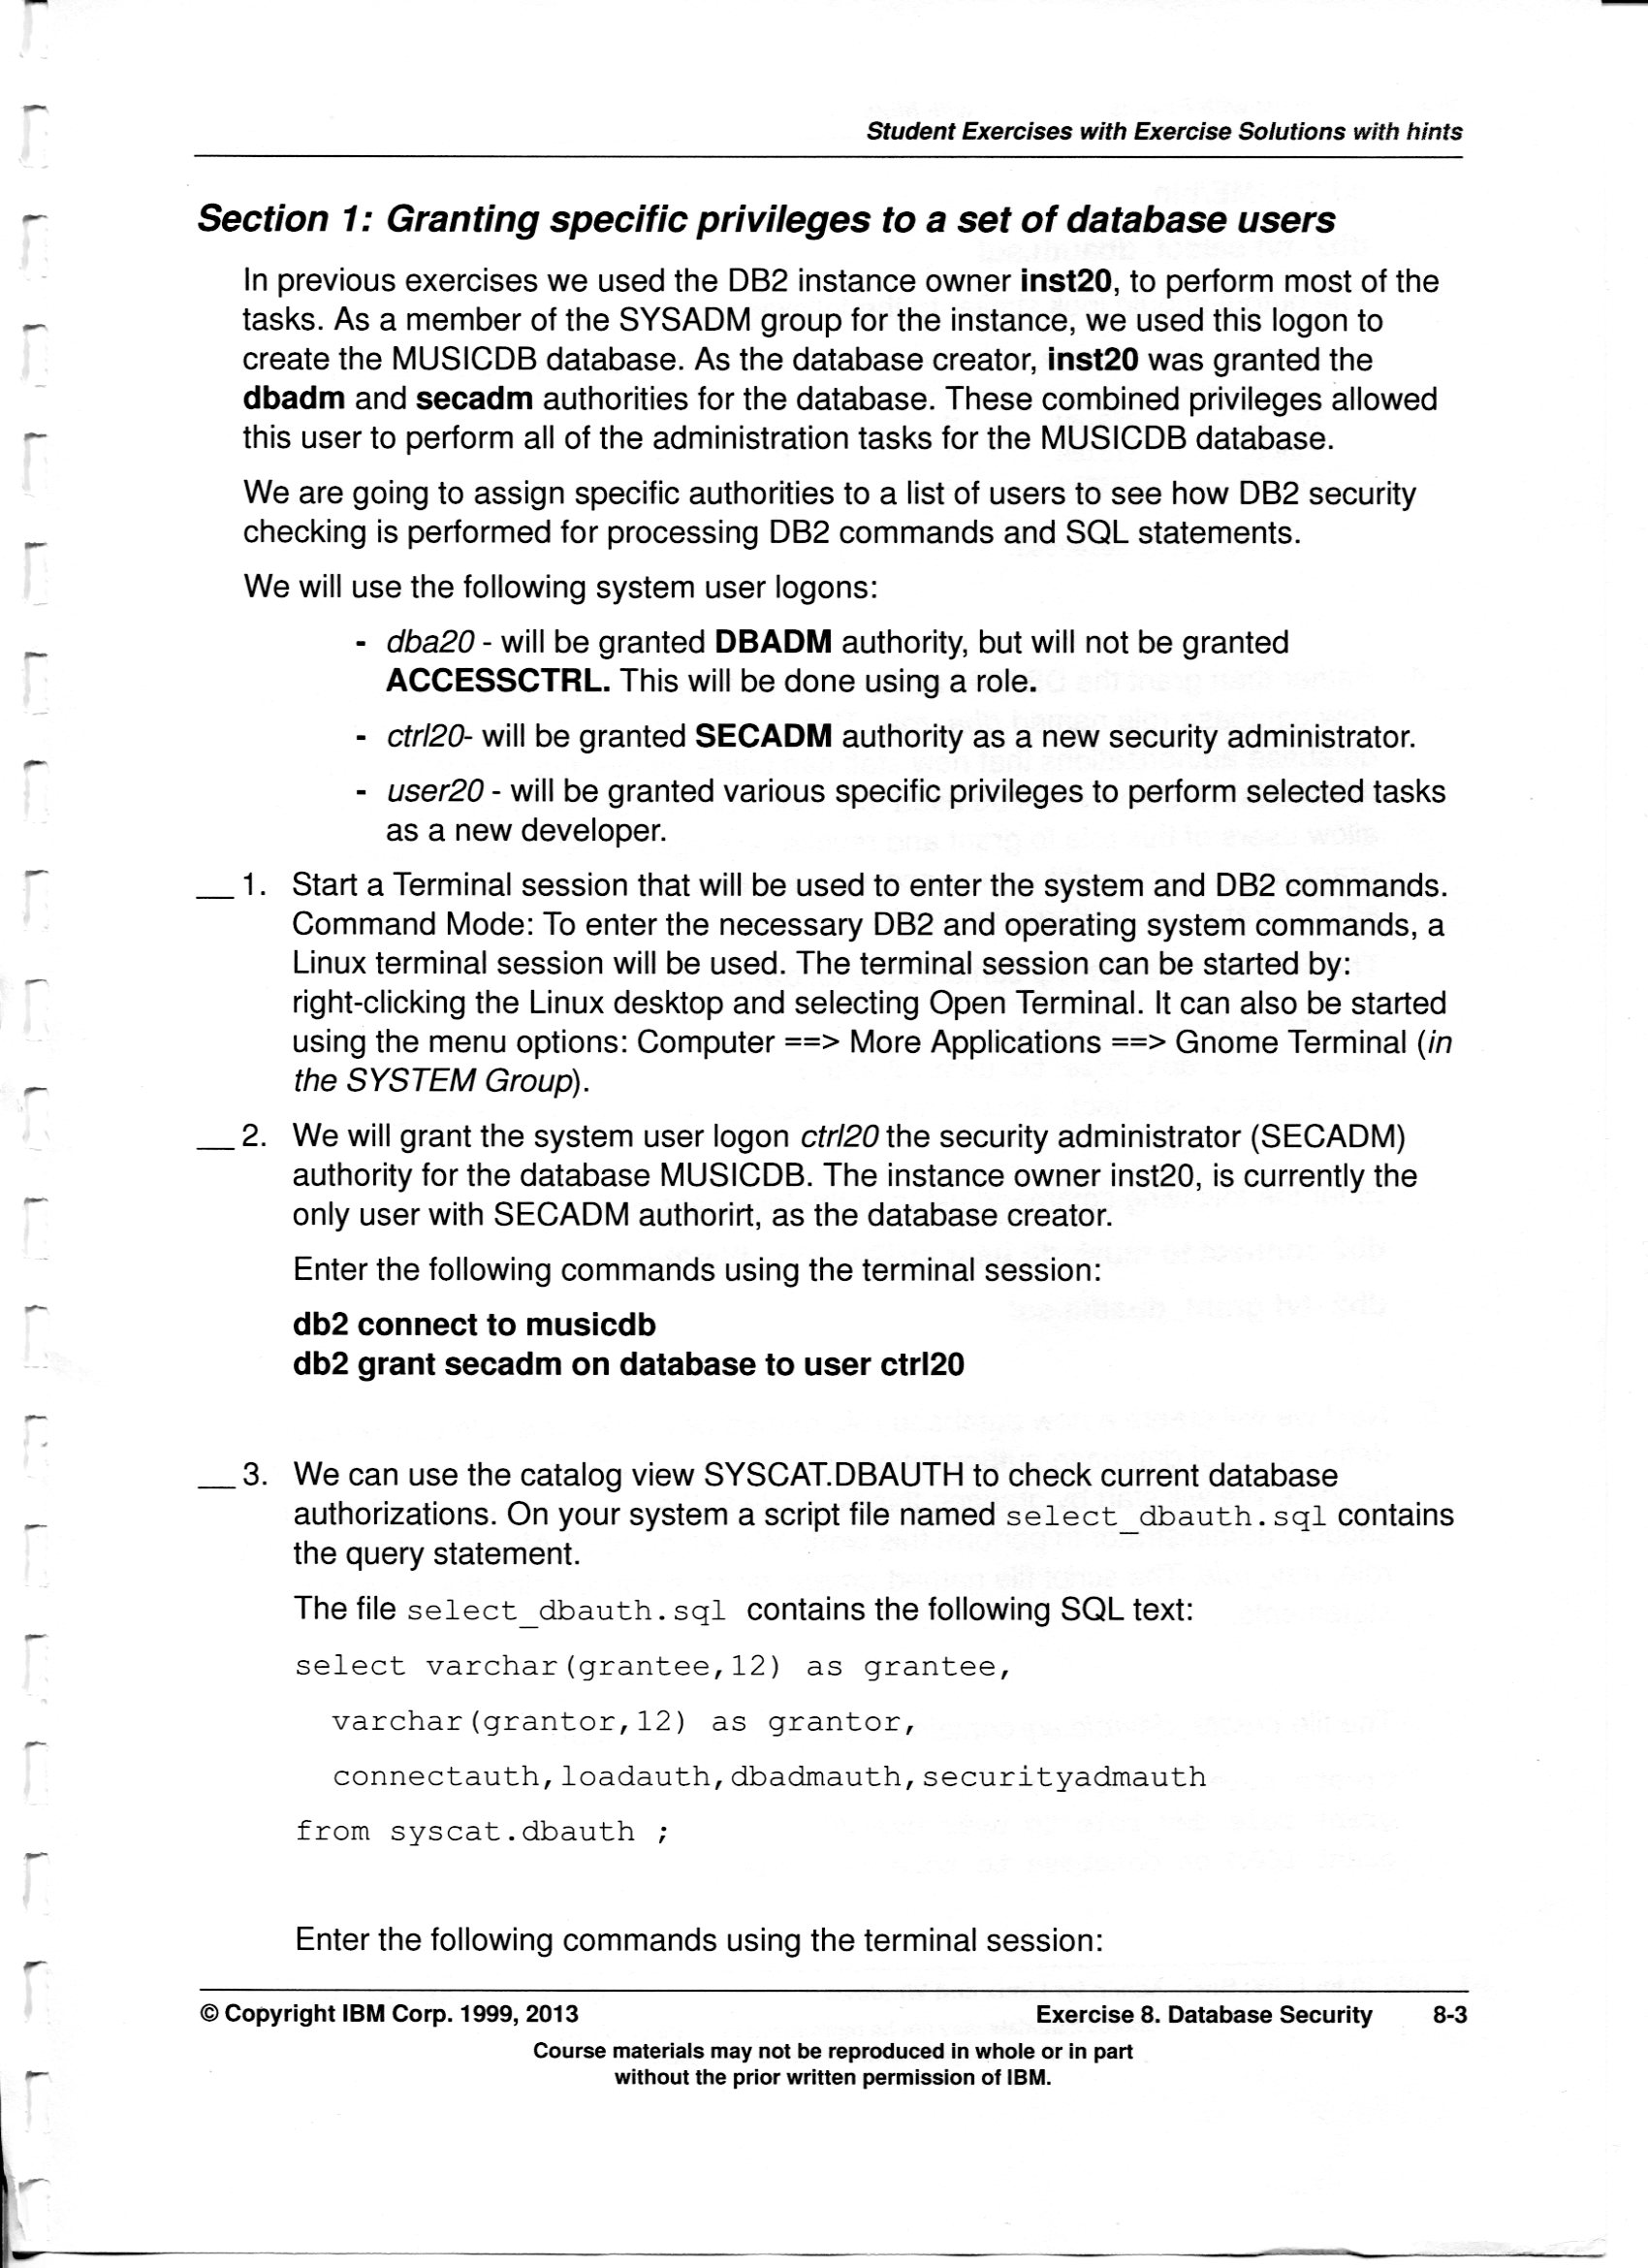 Student Exercises with Exercise Solutions with hints
Section 1: Granting specific privileges to a set of database users
In previous exercises we used the DB2 instance owner inst20, to perform most of the
tasks. As a member of the SYSADM group for the instance, we used this logon to
create the MUSICDB database. As the database creator, inst20 was granted the
dbadm and secadm authorities for the database. These combined privileges allowed
this user to perform all of the administration tasks for the MUSICDB database.
We are going to assign specific authorities to a list of users to see how DB2 security
checking is performed for processing DB2 commands and SQL statements.
We will use the following system user logons:
- dba20 - will be granted DBADM authority, but will not be granted
ACCESSCTRL. This will be done using a role.
- ctrl20- will be granted SECADM authority as a new security administrator.
- user20 - will be granted various specific privileges to perform selected tasks
as a new developer.
__ 1. Start a Terminal session that will be used to enter the system and DB2 commands.
Command Mode: To enter the necessary DB2 and operating system commands, a
Linux terminal session will be used. The terminal session can be started by:
right-clicking the Linux desktop and selecting Open Terminal. It can also be started
using the menu options: Computer ==> More Applications ==> Gnome Terminal (in
the SYSTEM Group).
__ 2. We will grant the system user logon ctrl20 the security administrator (SECADM)
authority for the database MUSICDB. The instance owner inst20, is currently the
only user with SECADM authorirt, as the database creator.
Enter the following commands using the terminal session:
db2 connect to musicdb
db2 grant secadm on database to user ctrl20
__ 3. We can use the catalog view SYSCAT.DBAUTH to check current database
authorizations. On your system a script file named select_dbauth.sql contains
the query statement.
The file select_dbauth.sql contains the following SQL text:
select varchar(grantee,12) as grantee,
varchar(grantor,12) as grantor,
connectauth,loadauth,dbadmauth,securityadmauth
from syscat.dbauth ;
Enter the following commands using the terminal session:
© Copyright IBM Corp. 1999, 2013 Exercise 8. Database Security 8-3
Course materials may not be reproduced in whole or in part
without the prior written permission of IBM.